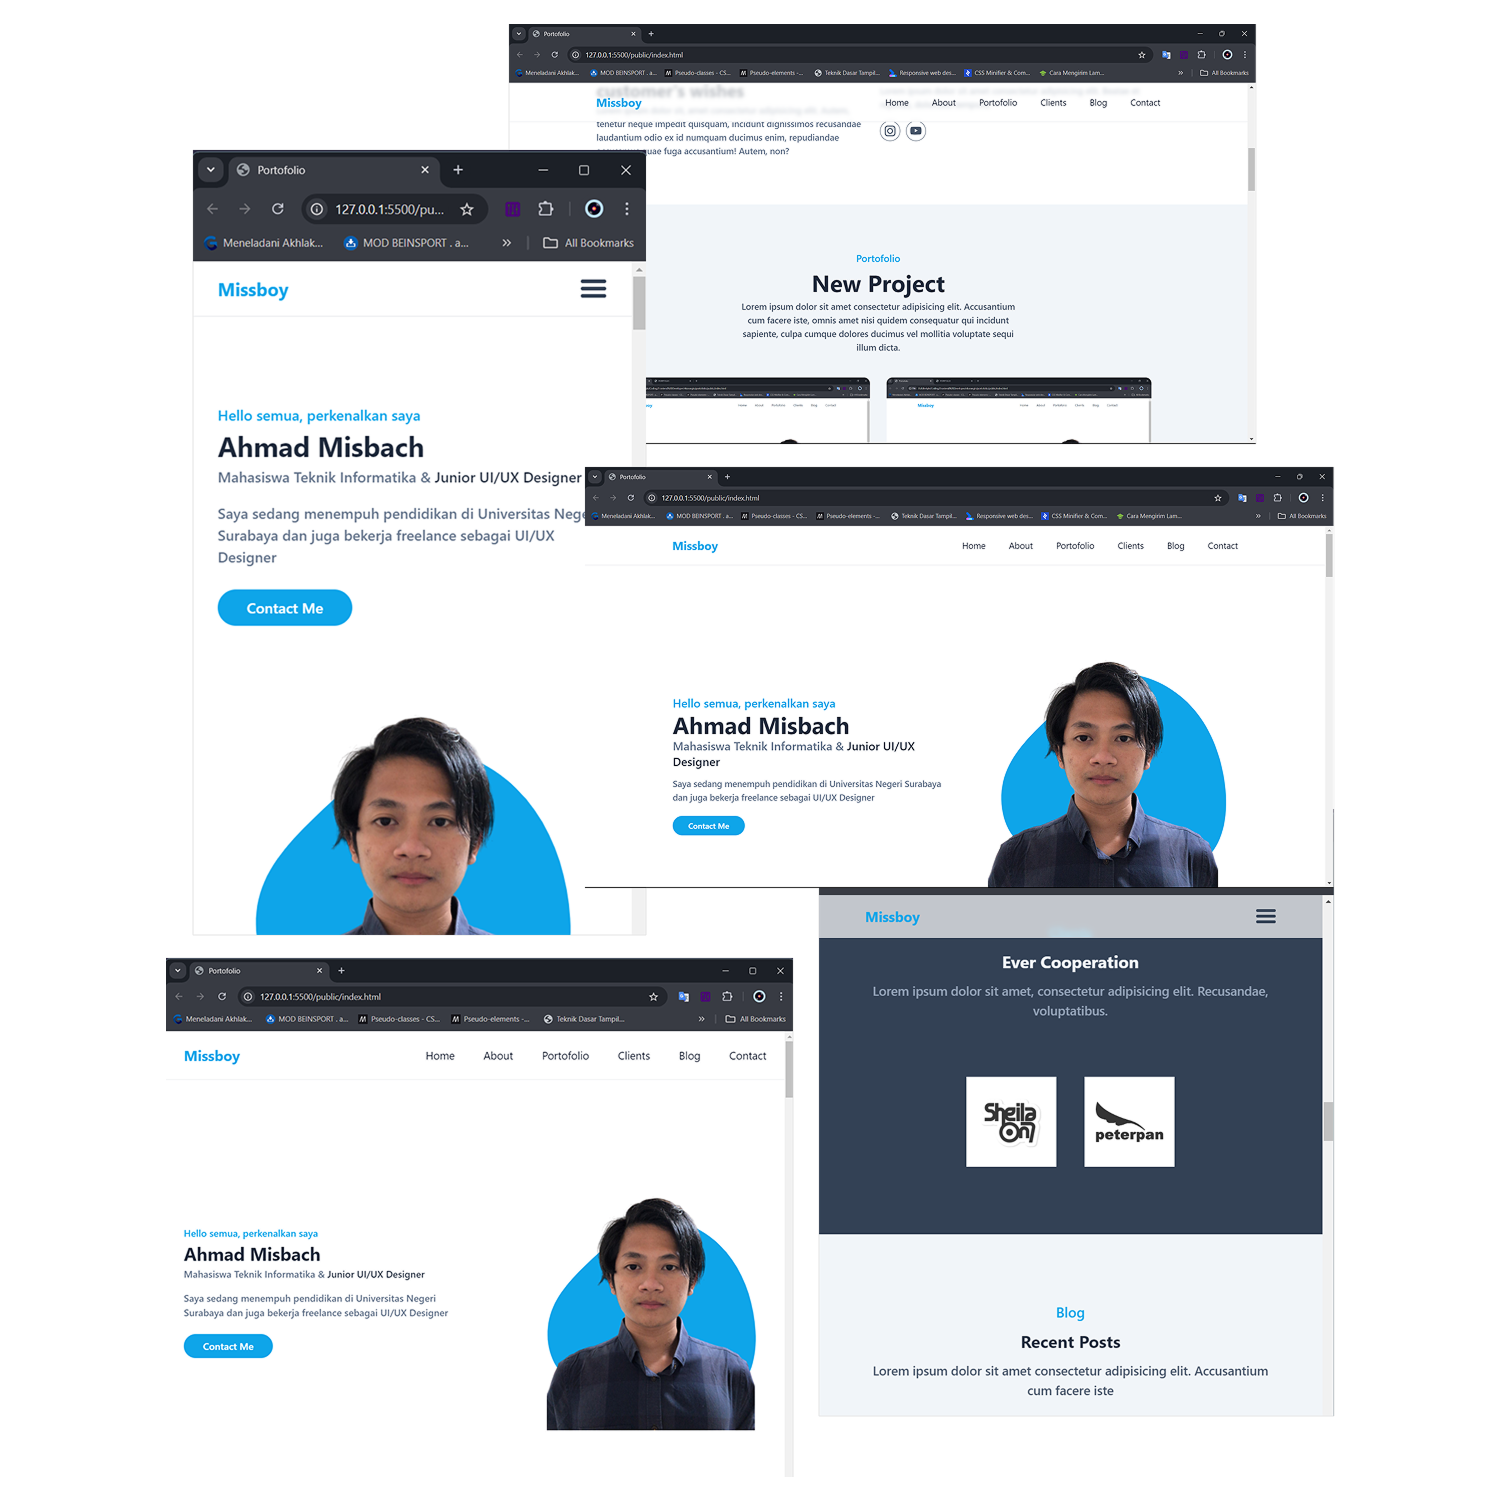 Portofolio
127.0.0.1:5500/public/index.html
Meneladani Akhlak...
MOD BEINSPORT . a...
Pseudo-classes - CS...
Pseudo-elements -...
Teknik Dasar Tampil...
Responsive web des...
CSS Minifier & Com...
Cara Mengirim Lam...
All Bookmarks
customer's wishes
Missboy
Home
About
Portofolio
Clients
Blog
Contact
tenetur neque impedit quisquam, incidunt dignissimos recusandae
laudantium odio ex id numquam ducimus enim, repudiandae
quae fuga accusantium! Autem, non?
Portofolio
New Project
Lorem ipsum dolor sit amet consectetur adipisicing elit. Accusantium
cum facere iste, omnis amet nisi quidem consequatur qui incidunt
sapiente, culpa cumque dolores ducimus vel mollitia voluptate sequi
illum dicta.
Missboy
Home
About
Portofolio
Clients
Blog
Contact
Portofolio
127.0.0.1:5500/pu...
Meneladani Akhlak...
MOD BEINSPORT . a...
All Bookmarks
Missboy
Hello semua, perkenalkan saya
Ahmad Misbach
Mahasiswa Teknik Informatika & Junior UI/UX Designer
Saya sedang menempuh pendidikan di Universitas Nege
Surabaya dan juga bekerja freelance sebagai UI/UX
Designer
Contact Me
Portofolio
127.0.0.1:5500/public/index.html
Meneladani Akhlak...
MOD BEINSPORT . a...
Pseudo-classes - CS...
Pseudo-elements -...
Teknik Dasar Tampil...
Responsive web des...
CSS Minifier & Com...
Cara Mengirim Lam...
All Bookmarks
Missboy
Home
About
Portofolio
Clients
Blog
Contact
Hello semua, perkenalkan saya
Ahmad Misbach
Mahasiswa Teknik Informatika & Junior UI/UX
Designer
Saya sedang menempuh pendidikan di Universitas Negeri Surabaya
dan juga bekerja freelance sebagai UI/UX Designer
Contact Me
Missboy
Ever Cooperation
Lorem ipsum dolor sit amet, consectetur adipisicing elit. Recusandae,
voluptatibus.
Sheila
On7
peterpan
Blog
Recent Posts
Lorem ipsum dolor sit amet consectetur adipisicing elit. Accusantium
cum facere iste
Portofolio
127.0.0.1:5500/public/index.html
Meneladani Akhlak...
MOD BEINSPORT . a...
Pseudo-classes - CS...
Pseudo-elements -...
Teknik Dasar Tampil...
All Bookmarks
Missboy
Home
About
Portofolio
Clients
Blog
Contact
Hello semua, perkenalkan saya
Ahmad Misbach
Mahasiswa Teknik Informatika & Junior UI/UX Designer
Saya sedang menempuh pendidikan di Universitas Negeri
Surabaya dan juga bekerja freelance sebagai UI/UX Designer
Contact Me